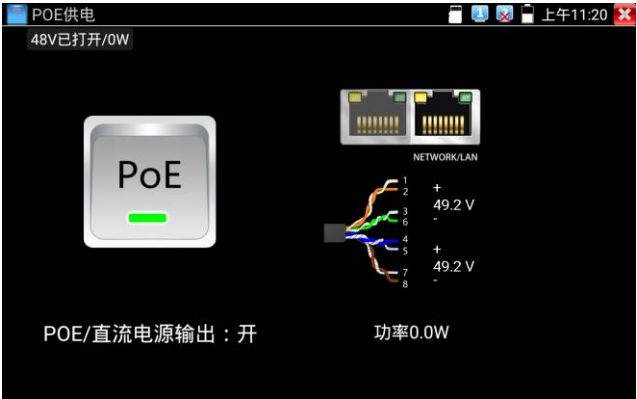 POE供电
1
上午11:20
48V已打开/0W
PoE
NETWORK/LAN
1
2
+
49.2 V
-
3
6
4
5
+
49.2 V
-
7
8
POE/直流电源输出：开
功率0.0W